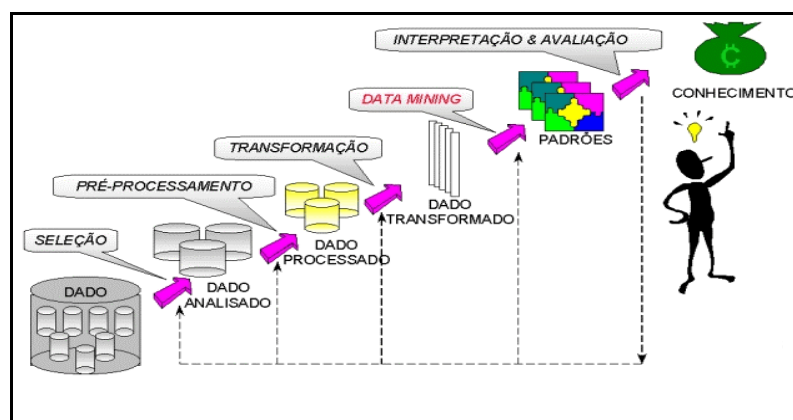 INTERPRETAÇÃO & AVALIAÇÃO
₵
CONHECIMENTO
DATA MINING
PADRÕES
TRANSFORMAÇÃO
DADO
TRANSFORMADO
PRÉ-PROCESSAMENTO
DADO
PROCESSADO
SELEÇÃO
DADO
ANALISADO
DADO